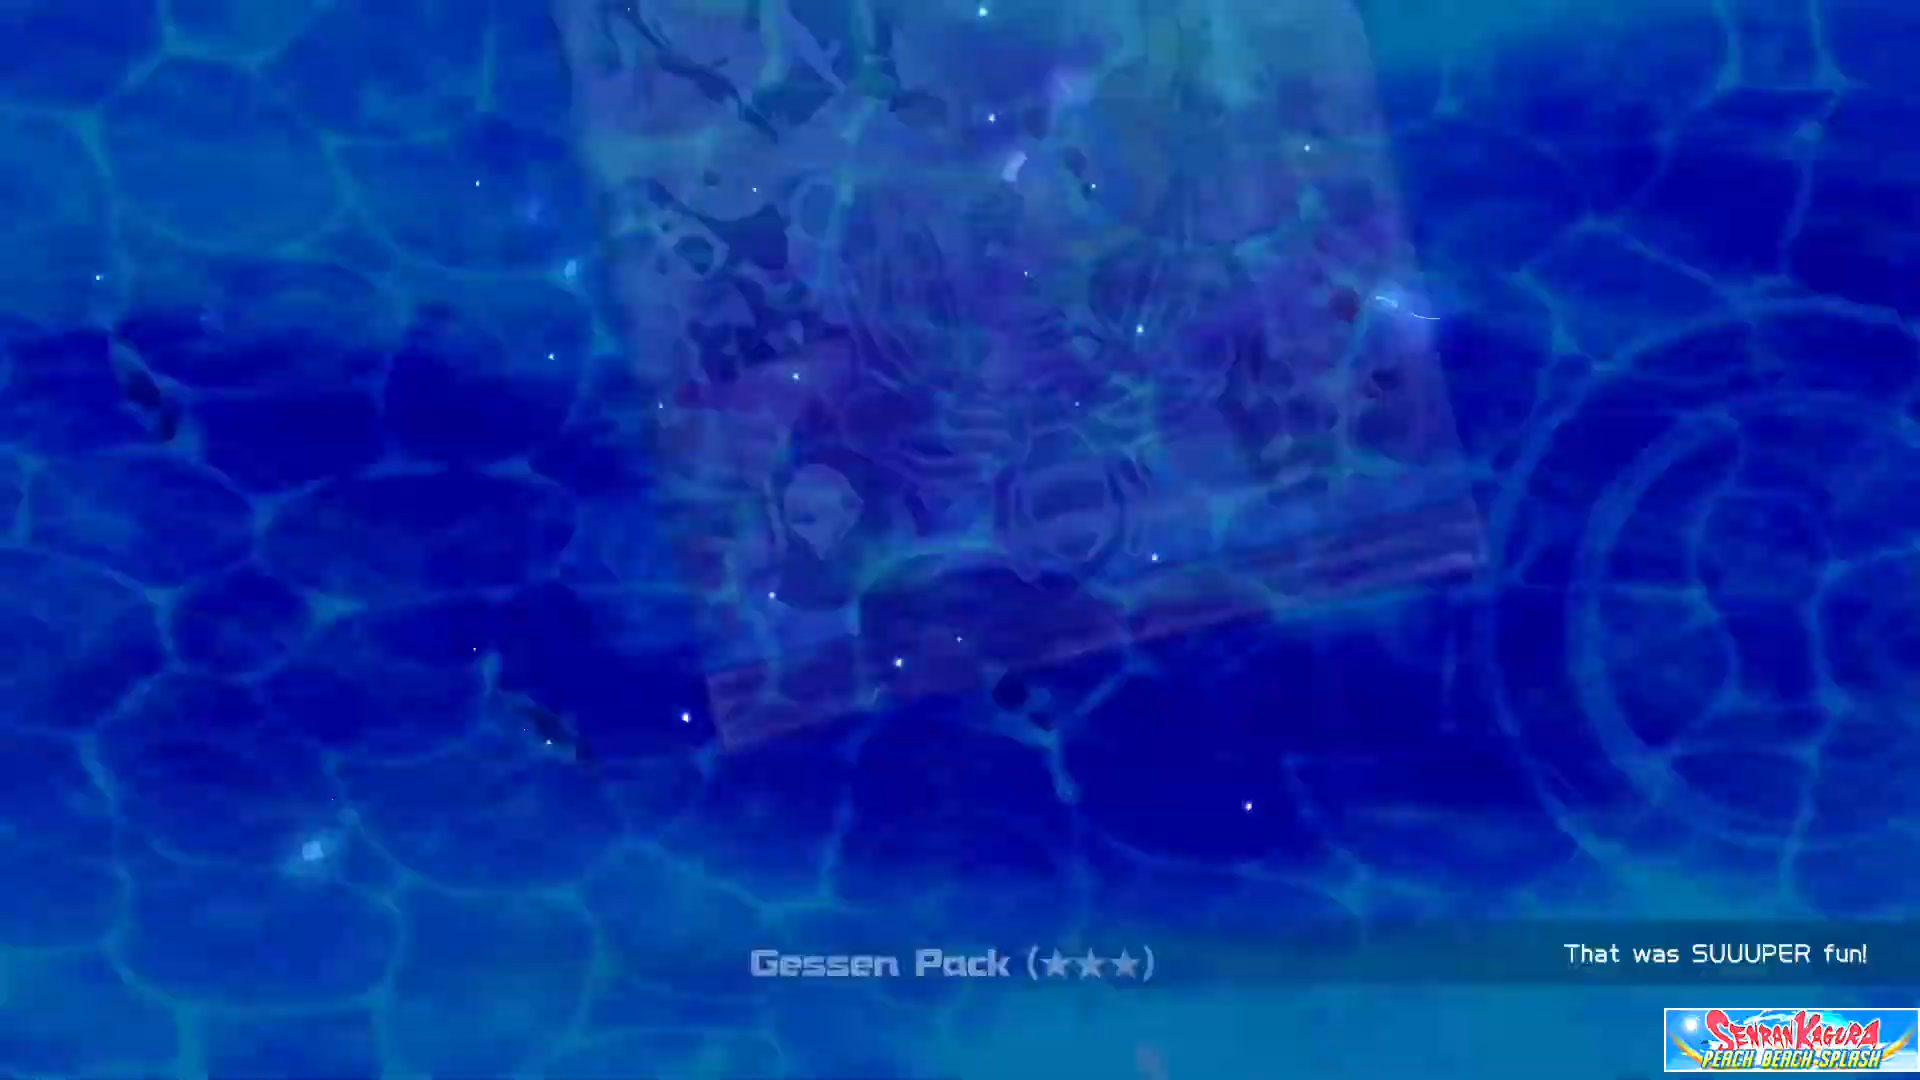 Gessen Pack (★★★)
That was SUUUPER fun!
SENRAN KAGURA
PEACH BEACH SPLASH